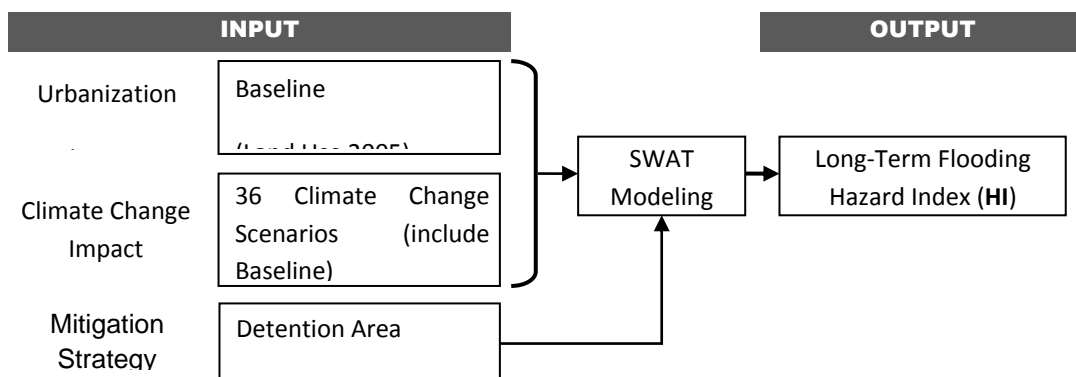 INPUT
OUTPUT
Urbanization
Baseline
Climate Change
Impact
36 Climate Change
Scenarios (include
Baseline)
Mitigation
Strategy
Detention Area
SWAT
Modeling
Long-Term Flooding
Hazard Index (HI)